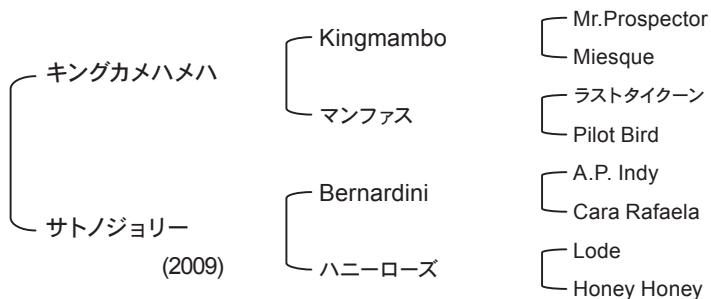 キングカメハメハ
サトノジョリー
(2009)
Kingmambo
マンファス
Bernardini
ハニーローズ
Mr.Prospector
Miesque
ラストタイクーン
Pilot Bird
A.P. Indy
Cara Rafaela
Lode
Honey Honey